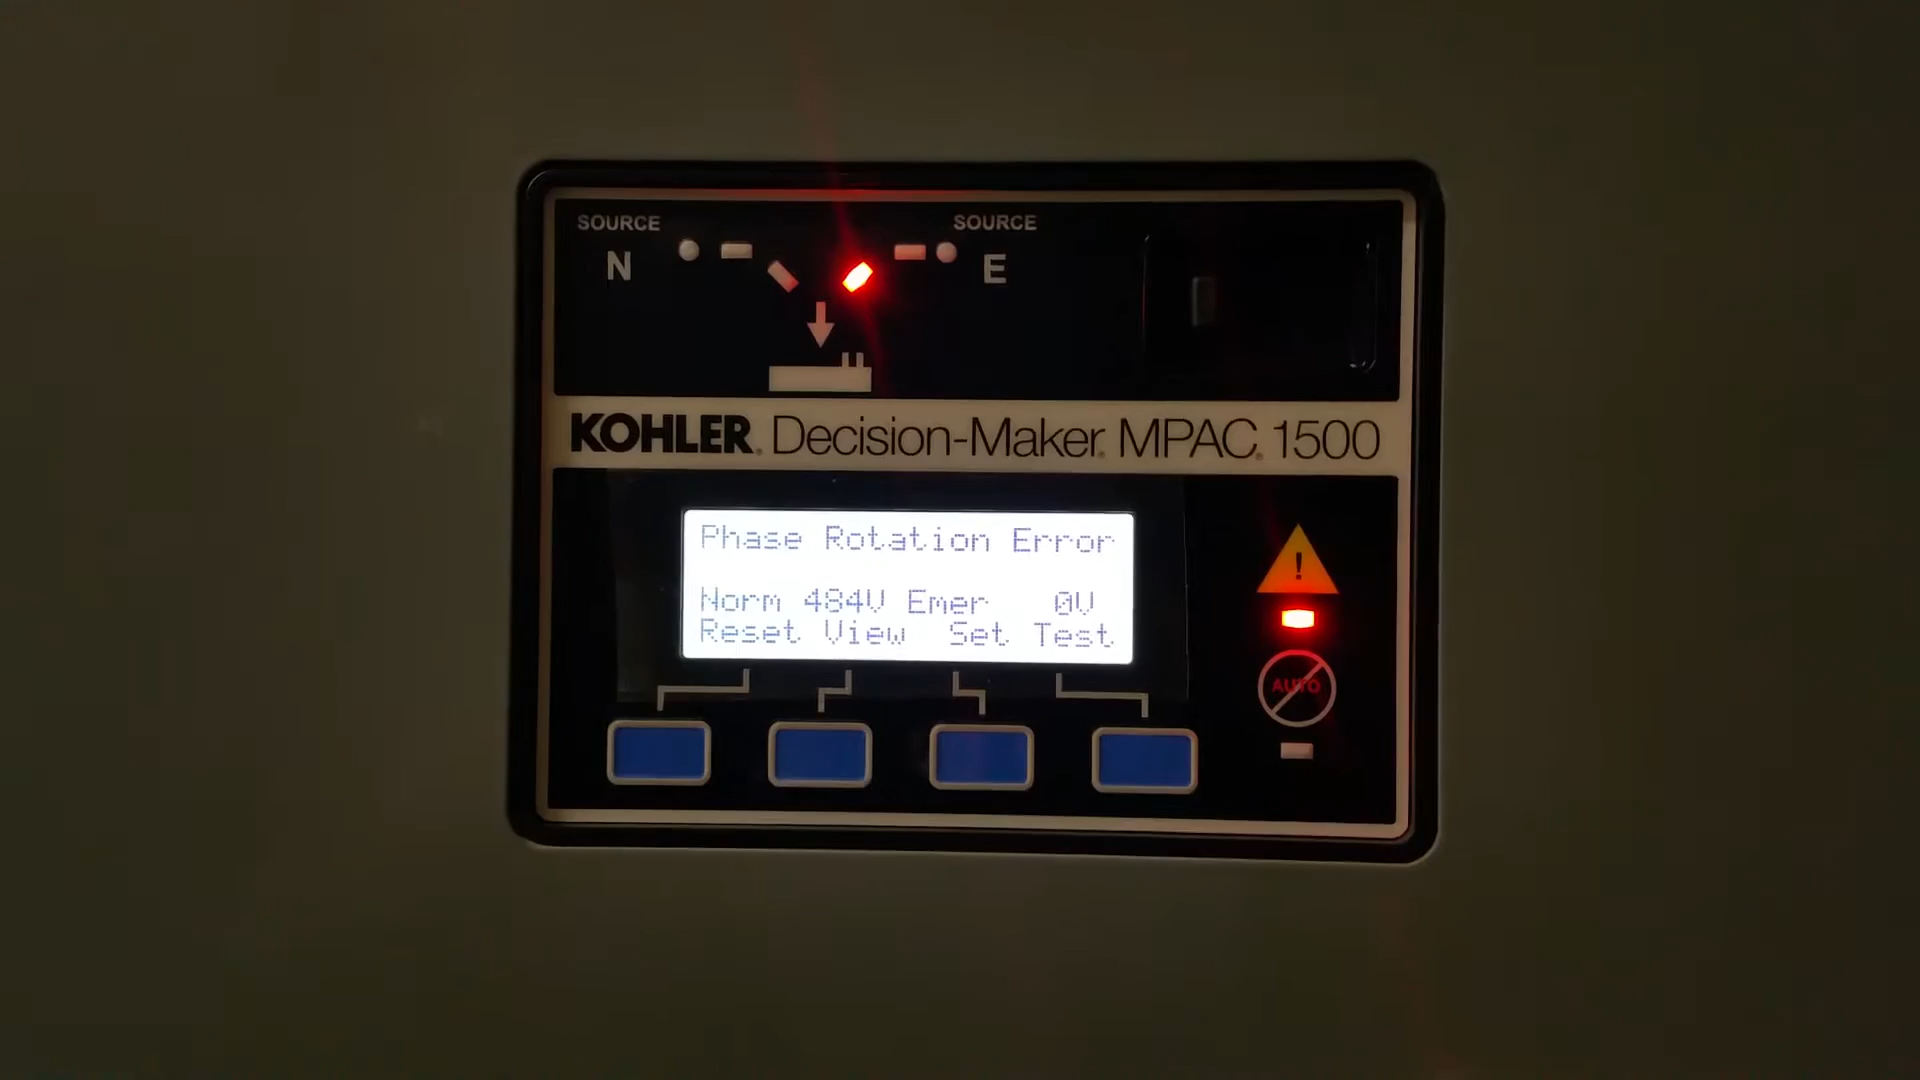 SOURCE
N
SOURCE
E
KOHLER® Decision-Maker® MPAC® 1500
Phase Rotation Error
Norm 484V Emer 0V
Reset View Set Test
!
AUTO